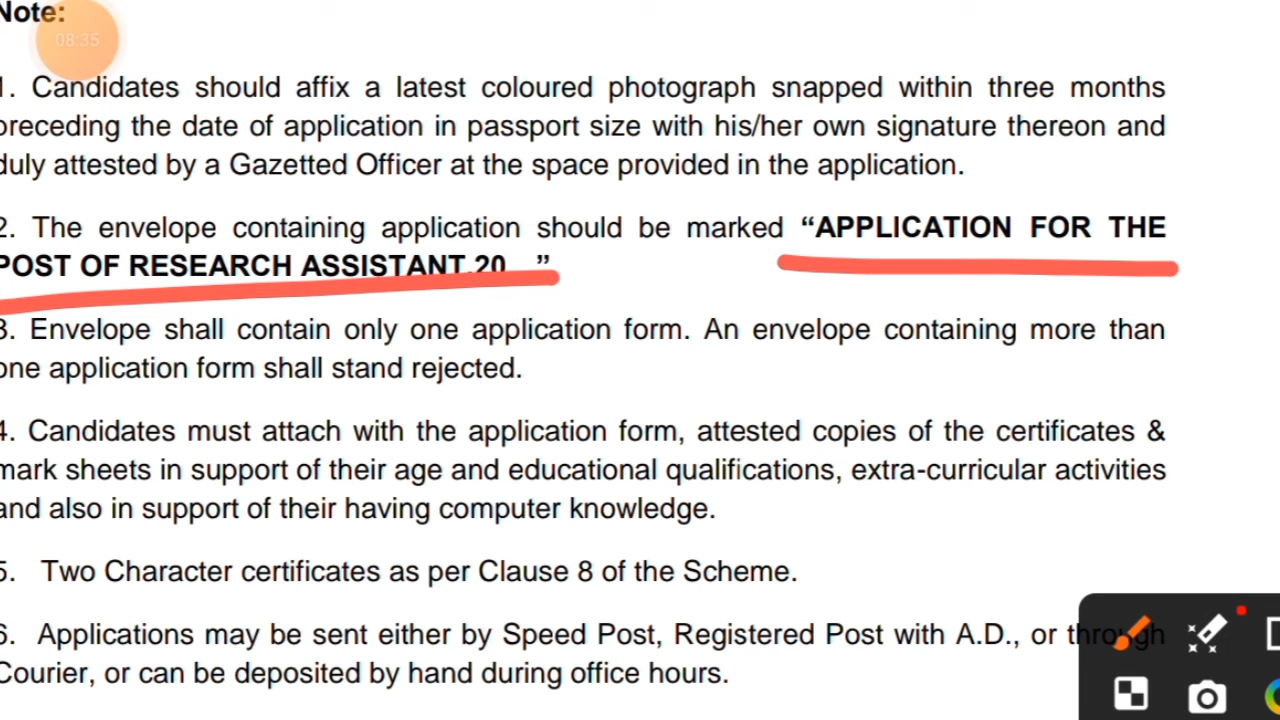 Note:
08:35
1. Candidates should affix a latest coloured photograph snapped within three months
preceding the date of application in passport size with his/her own signature thereon and
duly attested by a Gazetted Officer at the space provided in the application.
2. The envelope containing application should be marked “APPLICATION FOR THE
POST OF RESEARCH ASSISTANT,20__”
3. Envelope shall contain only one application form. An envelope containing more than
one application form shall stand rejected.
4. Candidates must attach with the application form, attested copies of the certificates &
mark sheets in support of their age and educational qualifications, extra-curricular activities
and also in support of their having computer knowledge.
5. Two Character certificates as per Clause 8 of the Scheme.
6. Applications may be sent either by Speed Post, Registered Post with A.D., or through
Courier, or can be deposited by hand during office hours.